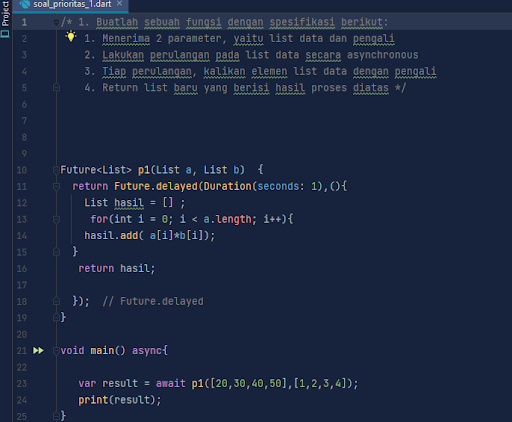 soal_prioritas_1.dart
Project
1 /* 1. Buatlah sebuah fungsi dengan spesifikasi berikut:
2 1. Menerima 2 parameter, yaitu list data dan pengali
3 2. Lakukan perulangan pada list data secara asynchronous
4 3. Tiap perulangan, kalikan elemen list data dengan pengali
5 4. Return list baru yang berisi hasil proses diatas */
6
7
8
9
10 Future<List> p1(List a, List b)  {
11 return Future.delayed(Duration(seconds: 1),(){
12 List hasil = [] ;
13 for(int i = 0; i < a.length; i++){
14 hasil.add( a[i]*b[i]);
15 }
16 return hasil;
17
18 });  // Future.delayed
19 }
20
21 void main() async{
22
23 var result = await p1([20,30,40,50],[1,2,3,4]);
24 print(result);
25 }